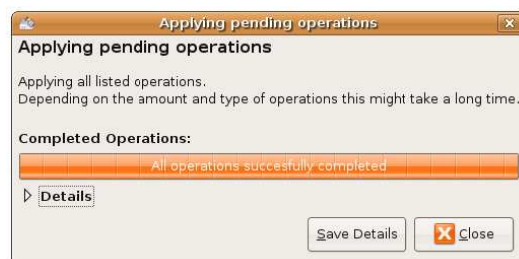 Applying pending operations
Applying pending operations
Applying all listed operations.
Depending on the amount and type of operations this might take a long time.
Completed Operations:
All operations succesfully completed
Details
Save Details
Close